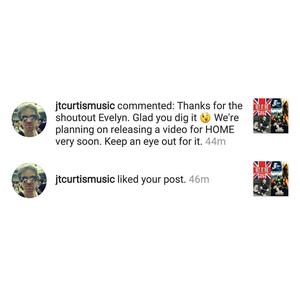 jtcurtismusic commented: Thanks for the
shoutout Evelyn. Glad you dig it 😘 We're
planning on releasing a video for HOME
very soon. Keep an eye out for it. 44m
jtcurtismusic liked your post. 46m